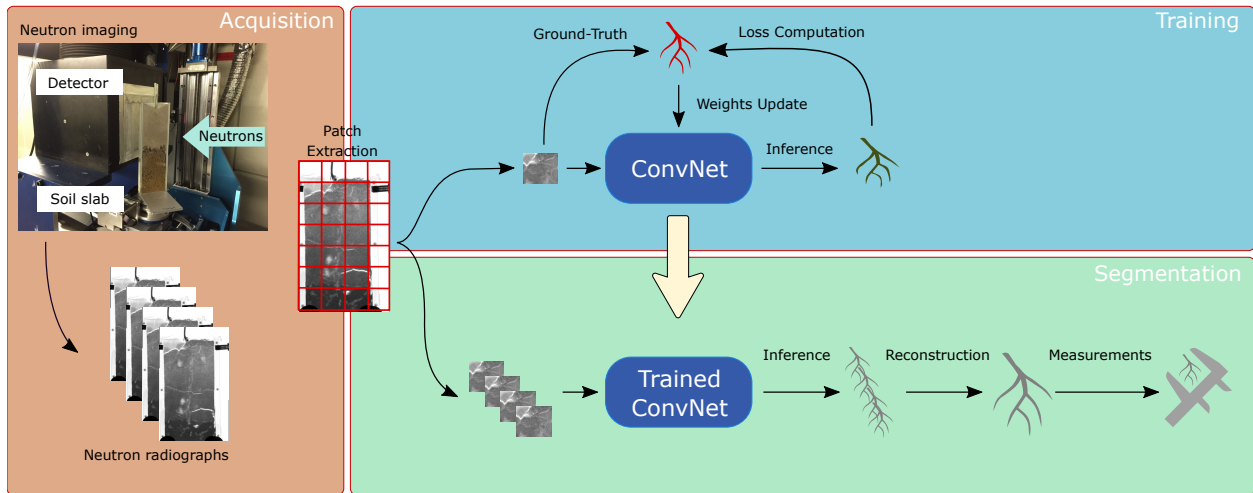 Acquisition
Neutron imaging
Detector
Neutrons
Soil slab
Neutron radiographs
Patch
Extraction
Training
Ground-Truth
Loss Computation
Weights Update
ConvNet
Inference
Segmentation
Trained
ConvNet
Inference
Reconstruction
Measurements